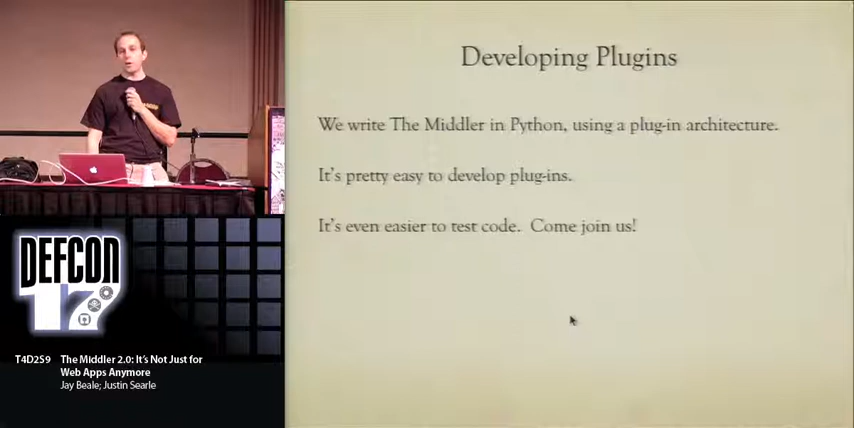 Developing Plugins
We write The Middler in Python, using a plug-in architecture.
It's pretty easy to develop plug-ins.
It's even easier to test code. Come join us!
DEFCON
17
T4D2S9 The Middler 2.0: It's Not Just for
Web Apps Anymore
Jay Beale; Justin Searle